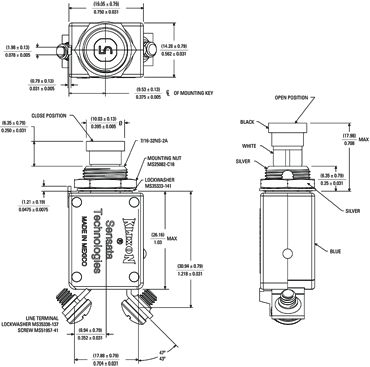 (19.05 ± 0.79)
0.750 ± 0.031
(1.98 ± 0.13)
0.078 ± 0.005
(14.28 ± 0.79)
0.562 ± 0.031
5
(0.79 ± 0.13)
0.031 ± 0.005
(9.53 ± 0.13)
0.375 ± 0.005
℄ OF MOUNTING KEY
CLOSE POSITION
(10.03 ± 0.13)
0.395 ± 0.005
Ø
(6.35 ± 0.79)
0.250 ± 0.031
7/16-32NS-2A
MOUNTING NUT
MS25082-C16
LOCKWASHER
MS35333-141
(1.21 ± 0.19)
0.0475 ± 0.0075
KLIXON
®
Sensata
Technologies
MADE IN MEXICO
(26.16)
1.03
MAX
(30.94 ± 0.79)
1.218 ± 0.031
LINE TERMINAL
LOCKWASHER MS35338-137
SCREW MS51957-41
(8.94 ± 0.79)
0.352 ± 0.031
(17.88 ± 0.79)
0.704 ± 0.031
47°
43°
OPEN POSITION
BLACK
WHITE
SILVER
(17.98)
0.708
MAX
(6.35 ± 0.79)
0.25 ± 0.031
SILVER
BLUE